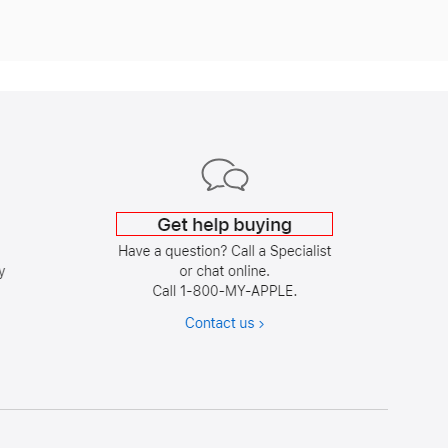 Get help buying
Have a question? Call a Specialist
y
or chat online.
Call 1-800-MY-APPLE.
Contact us >